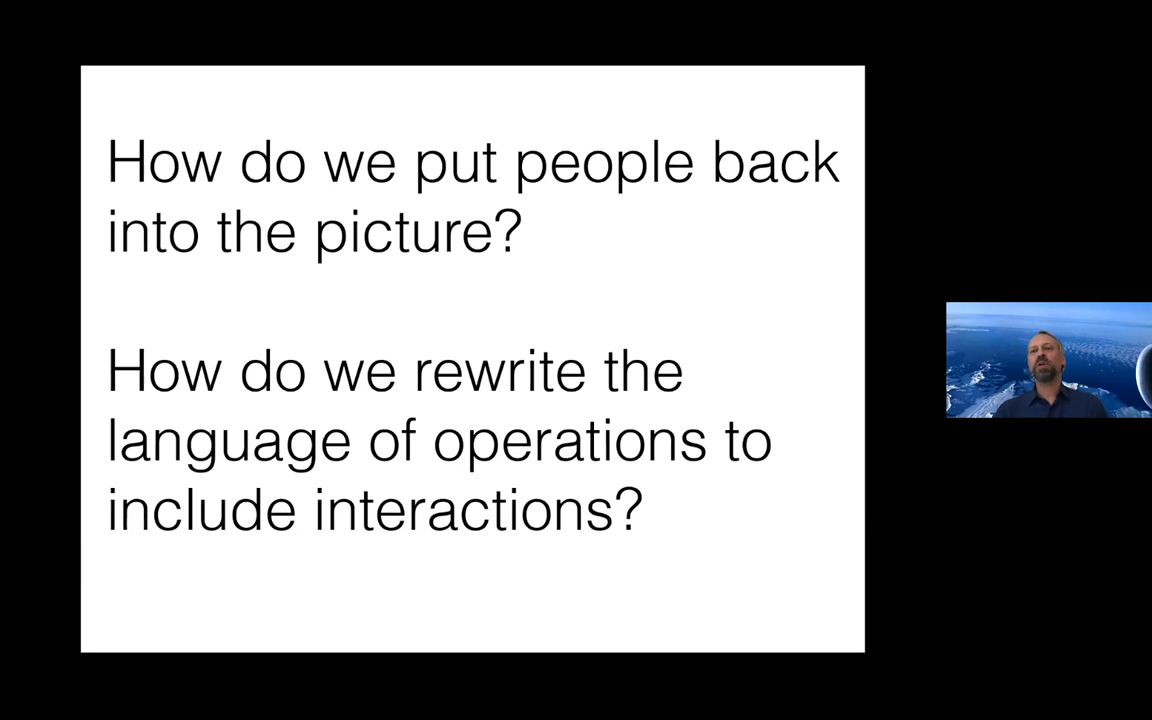 How do we put people back
into the picture?
How do we rewrite the
language of operations to
include interactions?